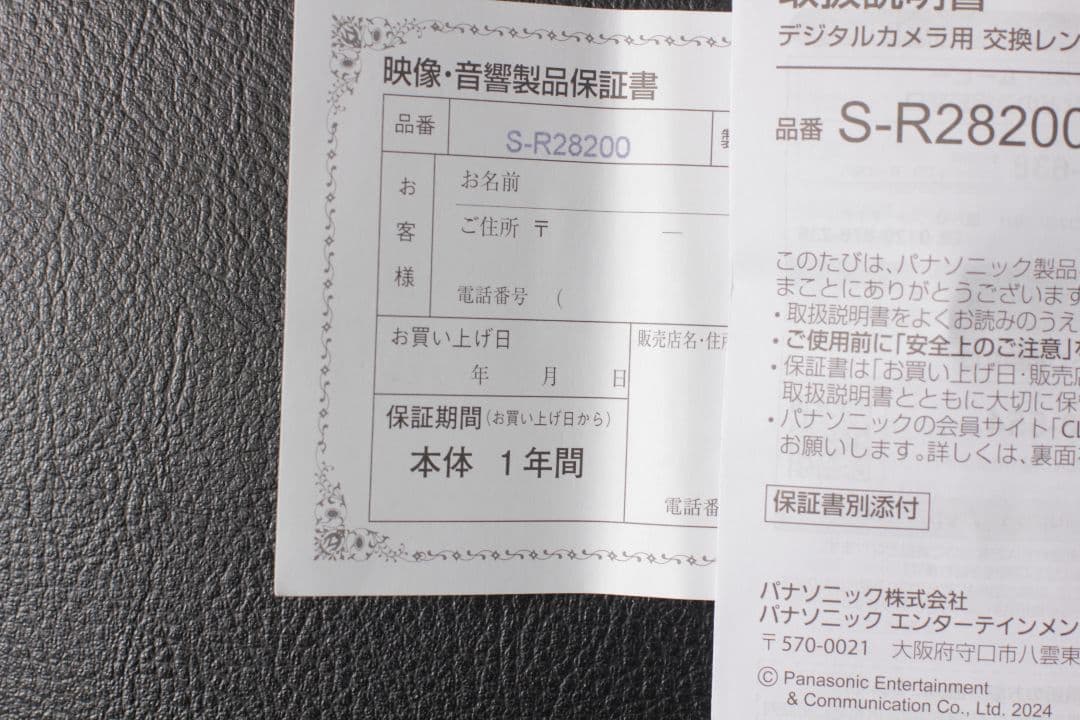 映像・音響製品保証書
品番
S-R28200
製
お客様
お名前
ご住所 〒 ―
電話番号 (
お買い上げ日
年 月 日
販売店名・住所
保証期間(お買い上げ日から)
本体 1年間
電話番
取扱説明書
デジタルカメラ用 交換レン
品番 S-R28200
このたびは、パナソニック製品
まことにありがとうございます
・取扱説明書をよくお読みのうえ
・ご使用前に「安全上のご注意」を
・保証書は「お買い上げ日・販売店
取扱説明書とともに大切に保
・パナソニックの会員サイト「CL
お願いします。詳しくは、裏面
保証書別添付
パナソニック株式会社
パナソニック エンターテインメン
〒570-0021 大阪府守口市八雲東
© Panasonic Entertainment
& Communication Co., Ltd. 2024